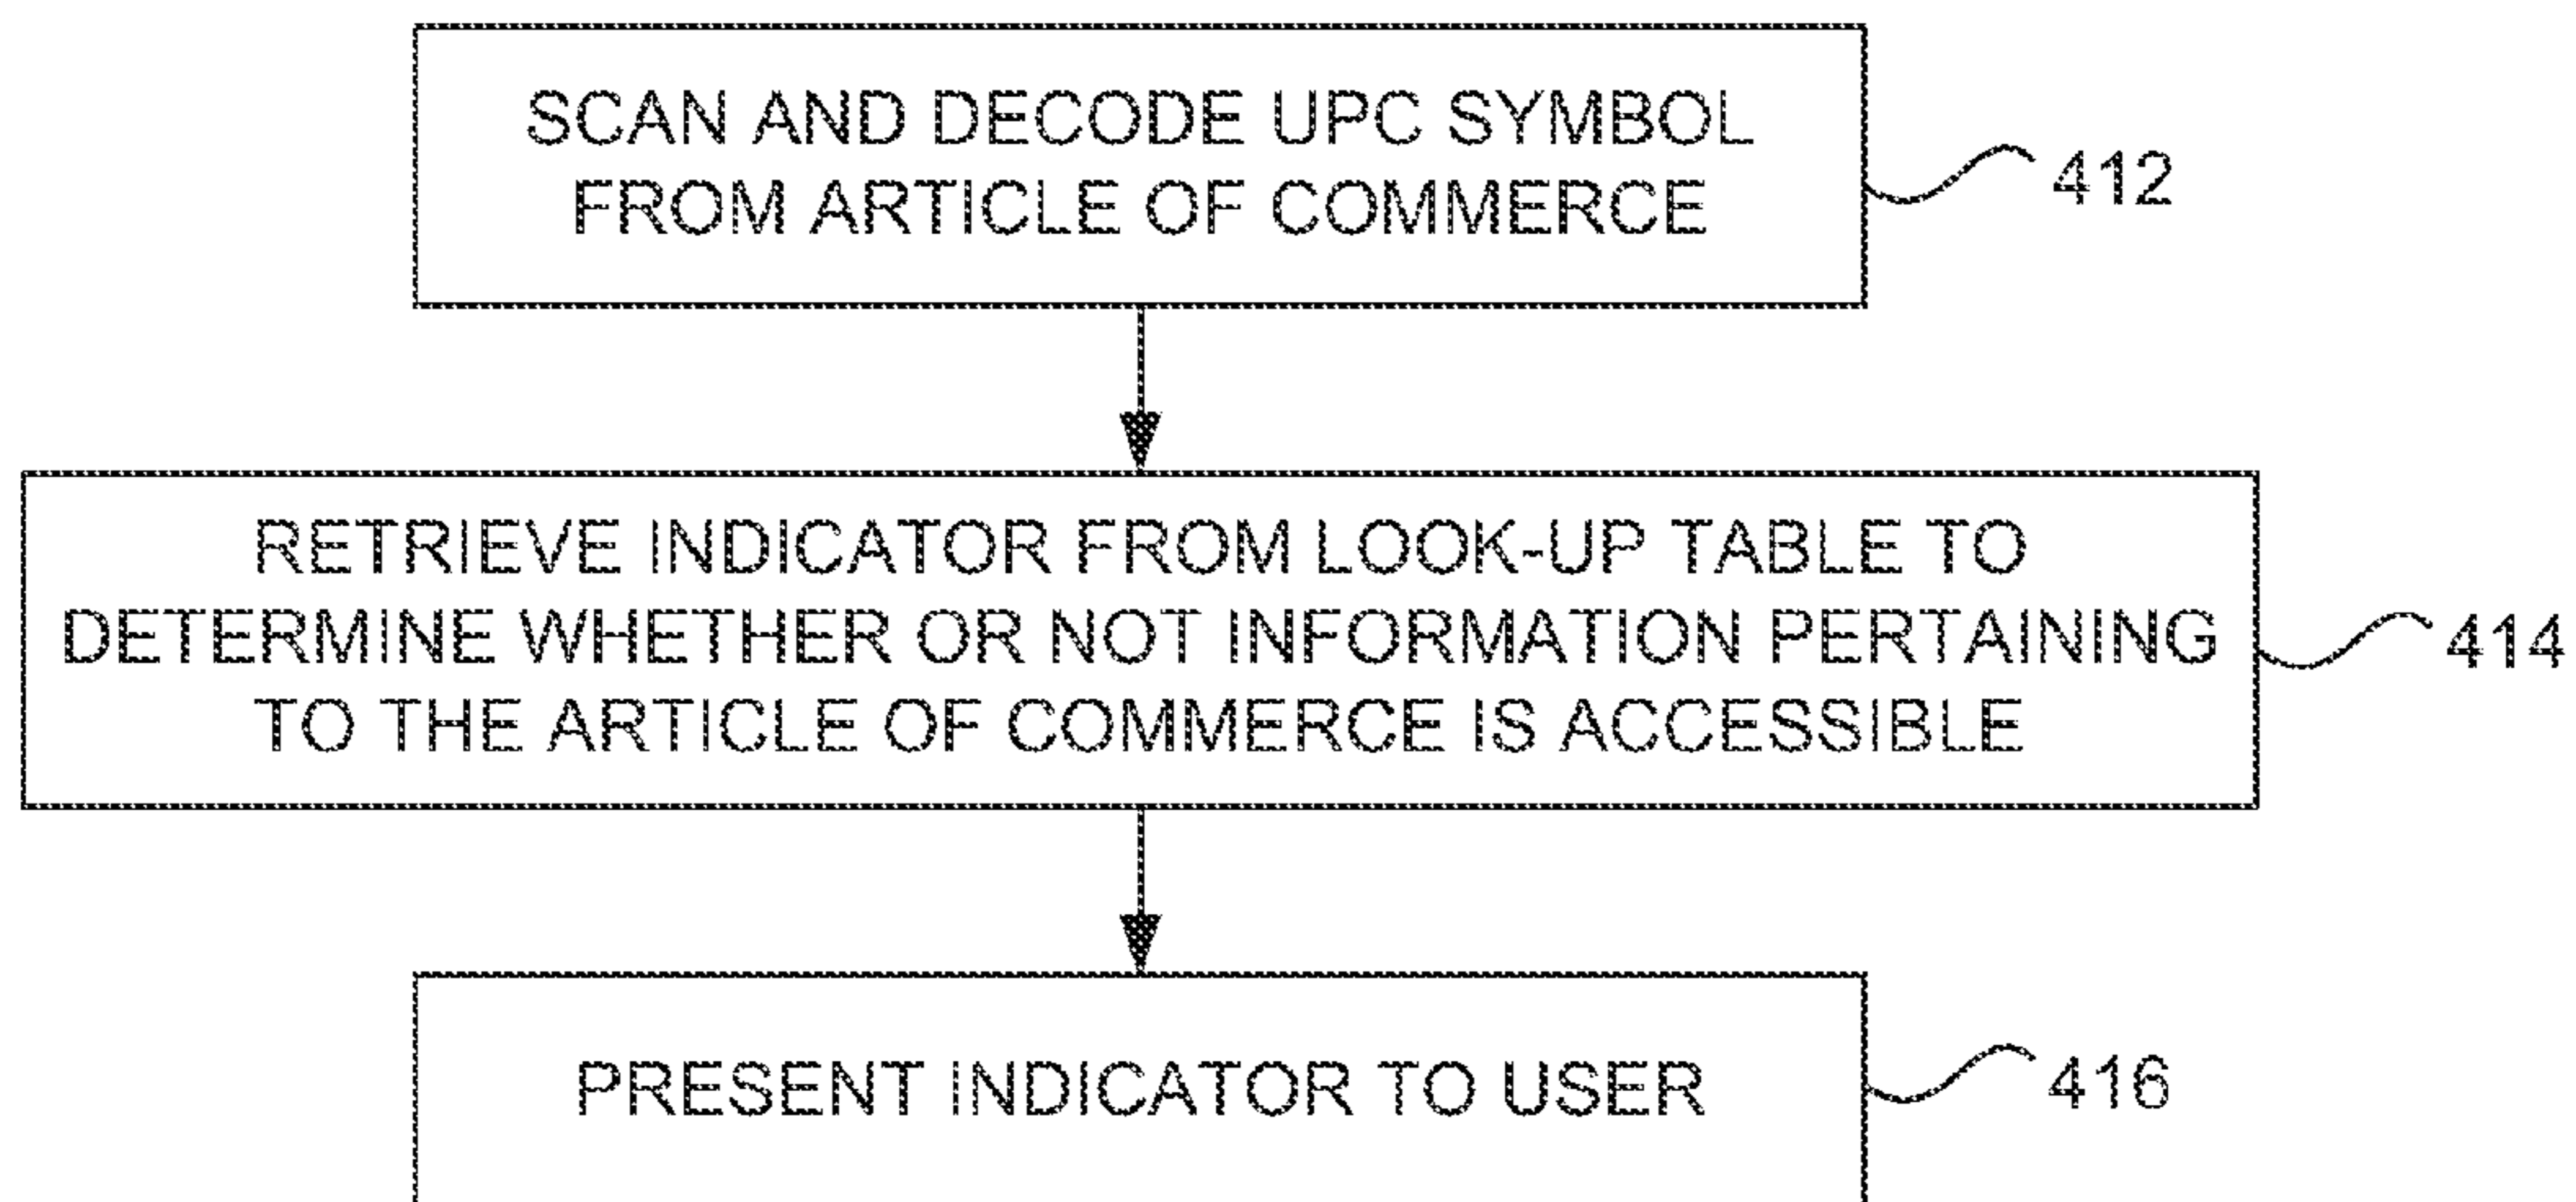 SCAN AND DECODE UPC SYMBOL
FROM ARTICLE OF COMMERCE
412
RETRIEVE INDICATOR FROM LOOK-UP TABLE TO
DETERMINE WHETHER OR NOT INFORMATION PERTAINING
TO THE ARTICLE OF COMMERCE IS ACCESSIBLE
414
PRESENT INDICATOR TO USER
416